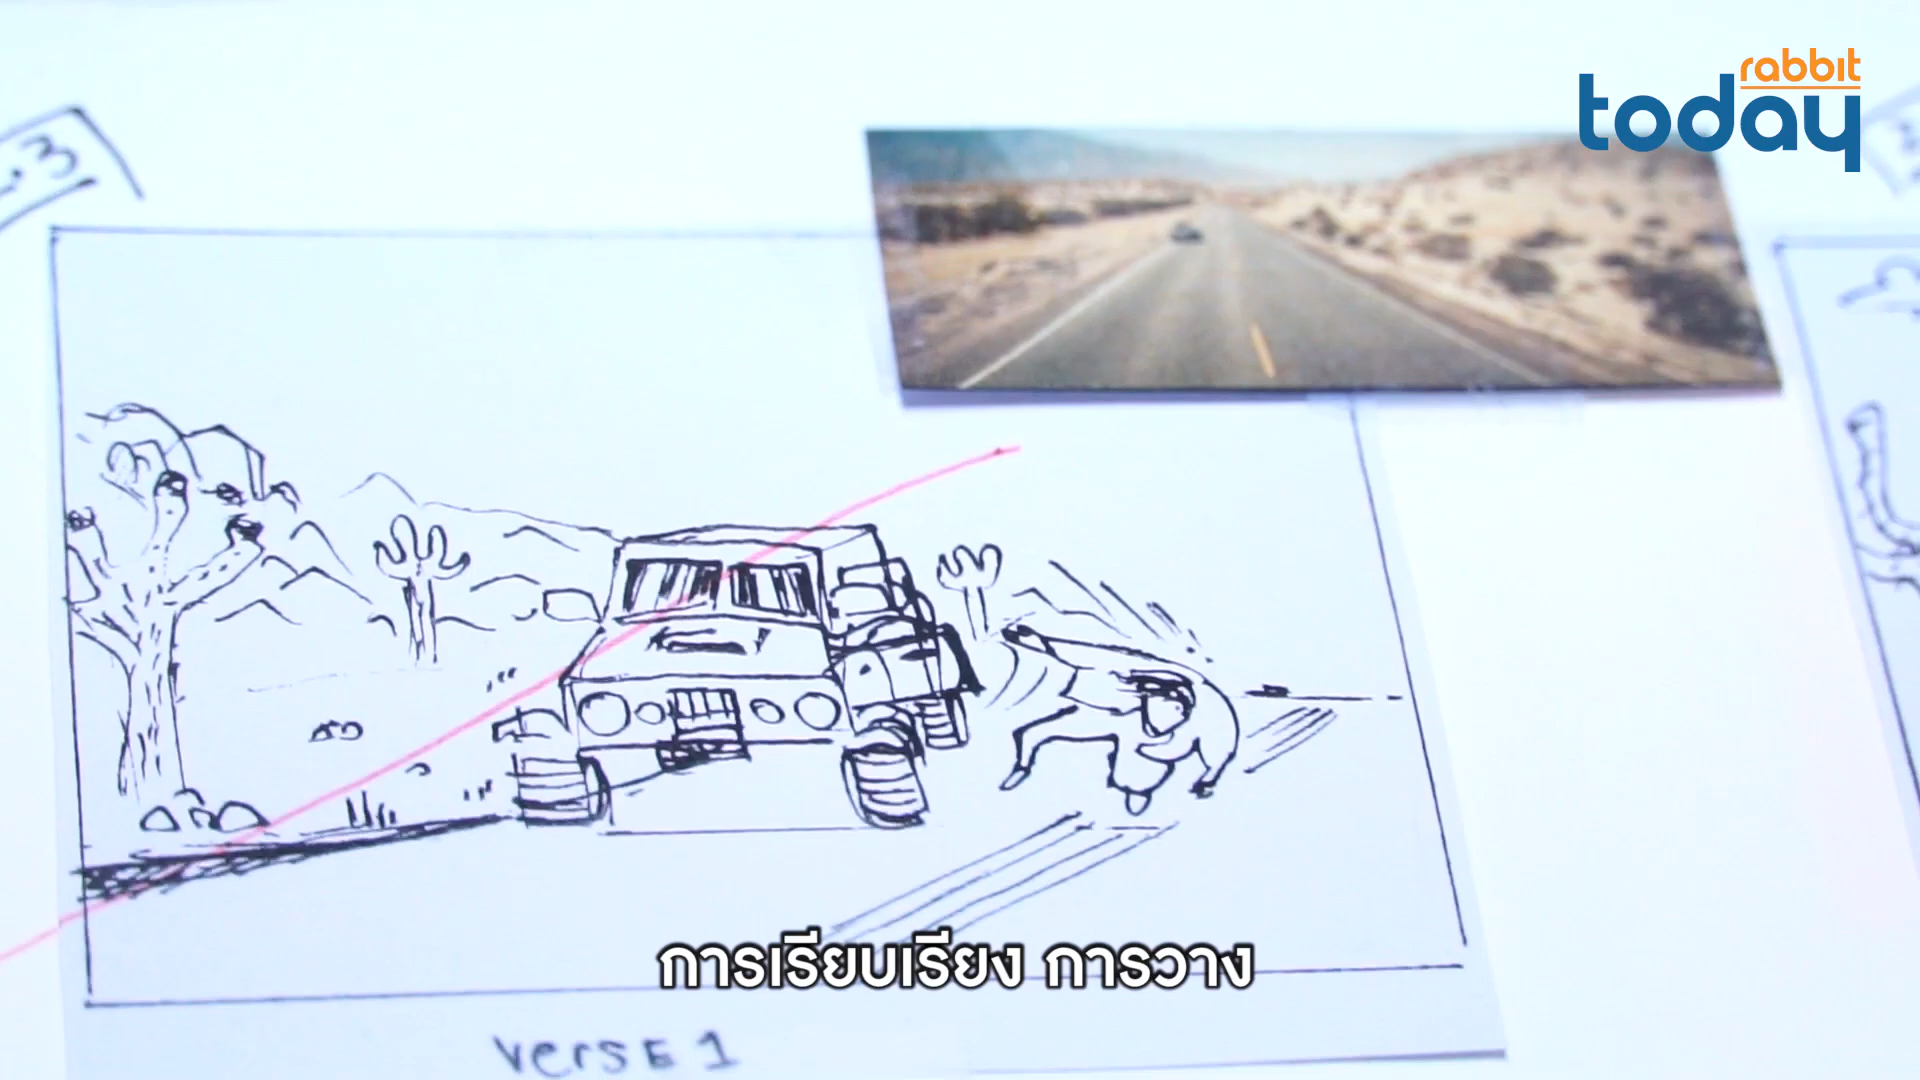 rabbit
today
.3
การเรียบเรียง การวาง
verse 1